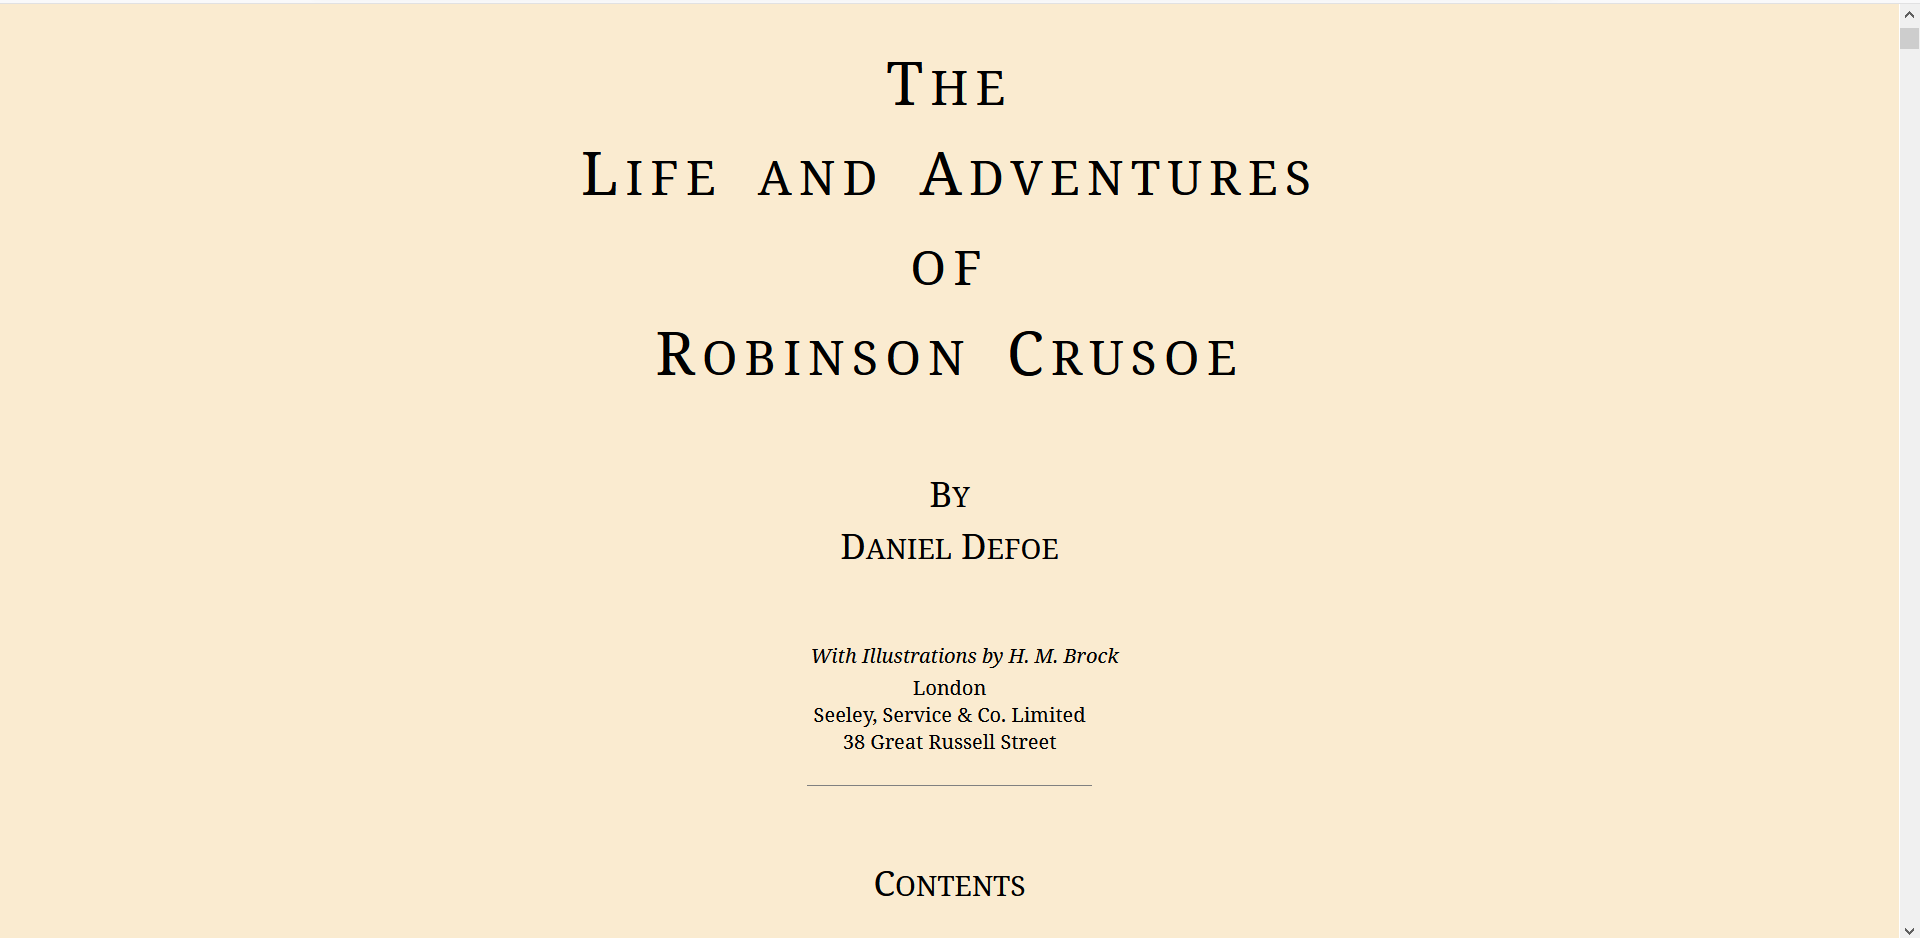 The
Life and Adventures
of
Robinson Crusoe
By
Daniel Defoe
With Illustrations by H. M. Brock
London
Seeley, Service & Co. Limited
38 Great Russell Street
Contents